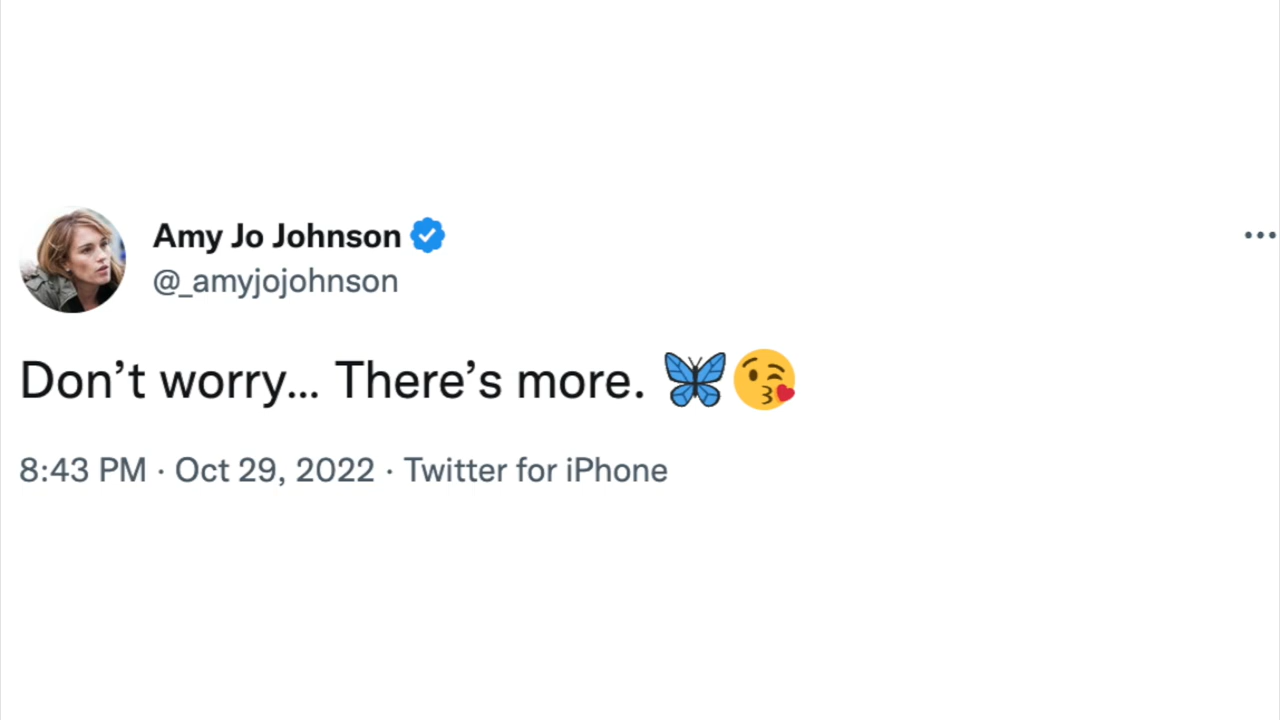 Amy Jo Johnson
@_amyjojohnson
Don’t worry... There’s more. 🦋😘
8:43 PM · Oct 29, 2022 · Twitter for iPhone